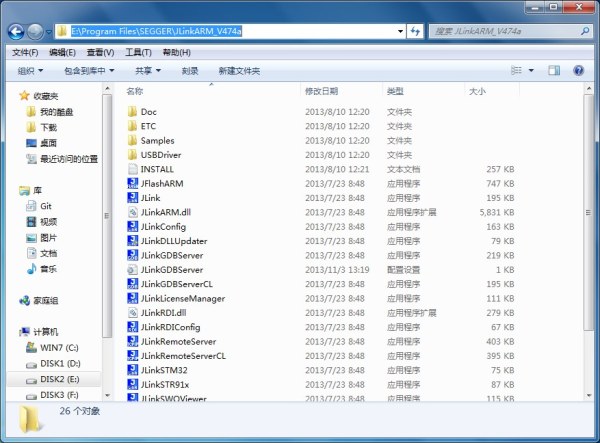 E:\Program Files\SEGGER\JLinkARM_V474a
搜索 JLinkARM_V474a
文件(F) 编辑(E) 查看(V) 工具(T) 帮助(H)
组织 包含到库中 共享 刻录 新建文件夹
收藏夹
我的酷盘
下载
桌面
最近访问的位置
库
Git
视频
图片
文档
音乐
家庭组
计算机
WIN7 (C:)
DISK1 (D:)
DISK2 (E:)
DISK3 (F:)
名称 修改日期 类型 大小
Doc 2013/8/10 12:20 文件夹
ETC 2013/8/10 12:20 文件夹
Samples 2013/8/10 12:20 文件夹
USBDriver 2013/8/10 12:20 文件夹
INSTALL 2013/8/10 12:21 文本文档 257 KB
JFlashARM 2013/7/23 8:48 应用程序 747 KB
JLink 2013/7/23 8:48 应用程序 195 KB
JLinkARM.dll 2013/7/23 8:48 应用程序扩展 5,831 KB
JLinkConfig 2013/7/23 8:48 应用程序 163 KB
JLinkDLLUpdater 2013/7/23 8:48 应用程序 79 KB
JLinkGDBServer 2013/7/23 8:48 应用程序 219 KB
JLinkGDBServer 2013/11/3 13:19 配置设置 1 KB
JLinkGDBServerCL 2013/7/23 8:48 应用程序 195 KB
JLinkLicenseManager 2013/7/23 8:48 应用程序 111 KB
JLinkRDI.dll 2013/7/23 8:48 应用程序扩展 279 KB
JLinkRDIConfig 2013/7/23 8:48 应用程序 67 KB
JLinkRemoteServer 2013/7/23 8:48 应用程序 403 KB
JLinkRemoteServerCL 2013/7/23 8:48 应用程序 395 KB
JLinkSTM32 2013/7/23 8:48 应用程序 75 KB
JLinkSTR91x 2013/7/23 8:48 应用程序 87 KB
JLinkSWOViewer 2013/7/23 8:48 应用程序 115 KB
26 个对象